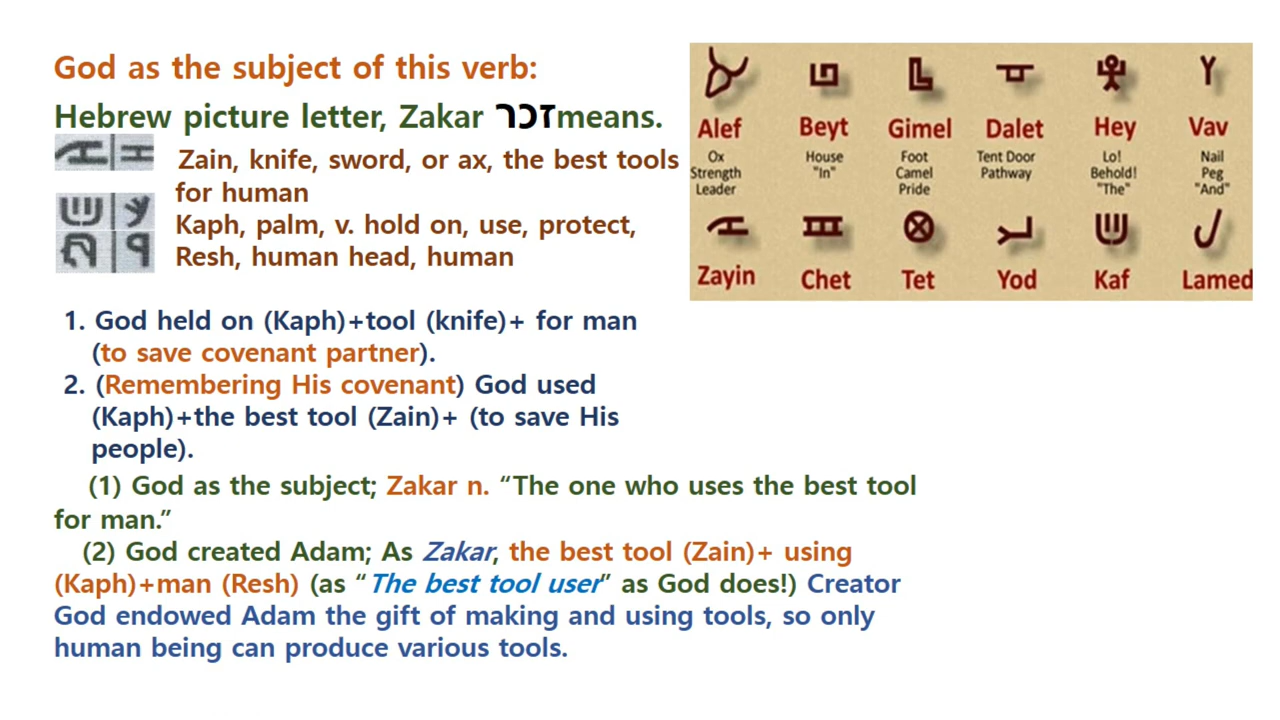 God as the subject of this verb:
Hebrew picture letter, Zakar זכר means.
Zain, knife, sword, or ax, the best tools
for human
Kaph, palm, v. hold on, use, protect,
Resh, human head, human
1. God held on (Kaph)+tool (knife)+ for man
(to save covenant partner).
2. (Remembering His covenant) God used
(Kaph)+the best tool (Zain)+ (to save His
people).
(1) God as the subject; Zakar n. “The one who uses the best tool
for man.”
(2) God created Adam; As Zakar, the best tool (Zain)+ using
(Kaph)+man (Resh) (as “The best tool user” as God does!) Creator
God endowed Adam the gift of making and using tools, so only
human being can produce various tools.
Alef Beyt Gimel Dalet Hey Vav
Ox House Foot Tent Door Lo! Nail
Strength "In" Camel Pathway Behold! Peg
Leader Pride "The" "And"
Zayin Chet Tet Yod Kaf Lamed